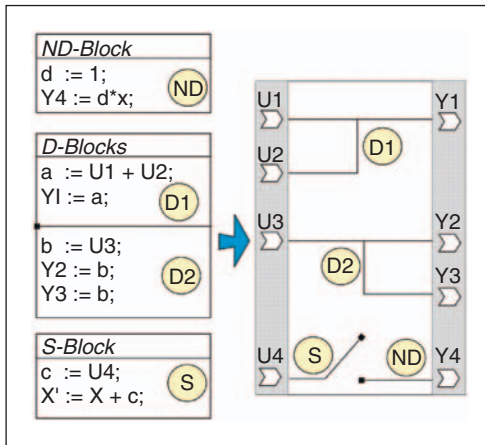 ND-Block
d := 1;
Y4 := d*x;
ND
D-Blocks
a := U1 + U2;
YI := a;
D1
b := U3;
Y2 := b;
Y3 := b;
D2
S-Block
c := U4;
X' := X + c;
S
U1
Y1
U2
D1
U3
Y2
D2
Y3
U4
S
ND
Y4